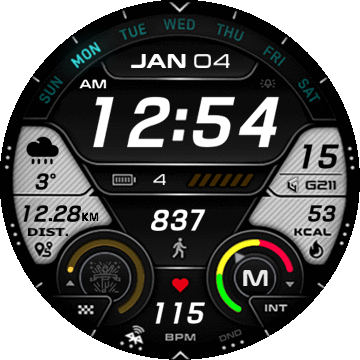 SUN MON TUE WED THU FRI SAT
JAN 04
AM
12:54
3°
4
15
G211
12.28KM
DIST.
837
53
KCAL
M
115
INT
BPM
DND